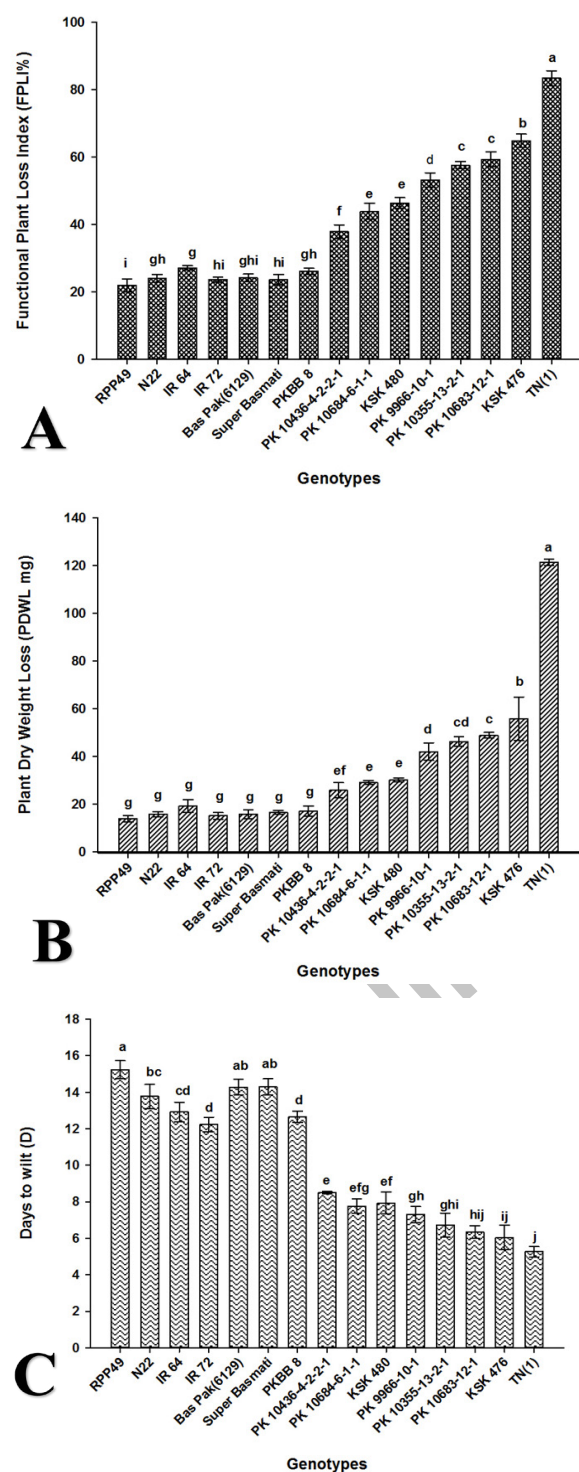 Functional Plant Loss Index (FPLI%)
100
80
60
40
20
0
i gh g hi ghi hi gh f e e d c c b a
RPP49
N22
IR 64
IR 72
Bas Pak(6129)
Super Basmati
PKBB 8
PK 10436-4-2-2-1
PK 10684-6-1-1
KSK 480
PK 9966-10-1
PK 10355-13-2-1
PK 10683-12-1
KSK 476
TN(1)
A
Genotypes
Plant Dry Weight Loss (PDWL mg)
140
120
100
80
60
40
20
0
g g g g g g g ef e e d cd c b a
RPP49
N22
IR 64
IR 72
Bas Pak(6129)
Super Basmati
PKBB 8
PK 10436-4-2-2-1
PK 10684-6-1-1
KSK 480
PK 9966-10-1
PK 10355-13-2-1
PK 10683-12-1
KSK 476
TN(1)
B
Genotypes
Days to wilt (D)
18
16
14
12
10
8
6
4
2
0
a bc cd d ab ab d e efg ef gh ghi hij ij j
RPP49
N22
IR 64
IR 72
Bas Pak(6129)
Super Basmati
PKBB 8
PK 10436-4-2-2-1
PK 10684-6-1-1
KSK 480
PK 9966-10-1
PK 10355-13-2-1
PK 10683-12-1
KSK 476
TN(1)
C
Genotypes